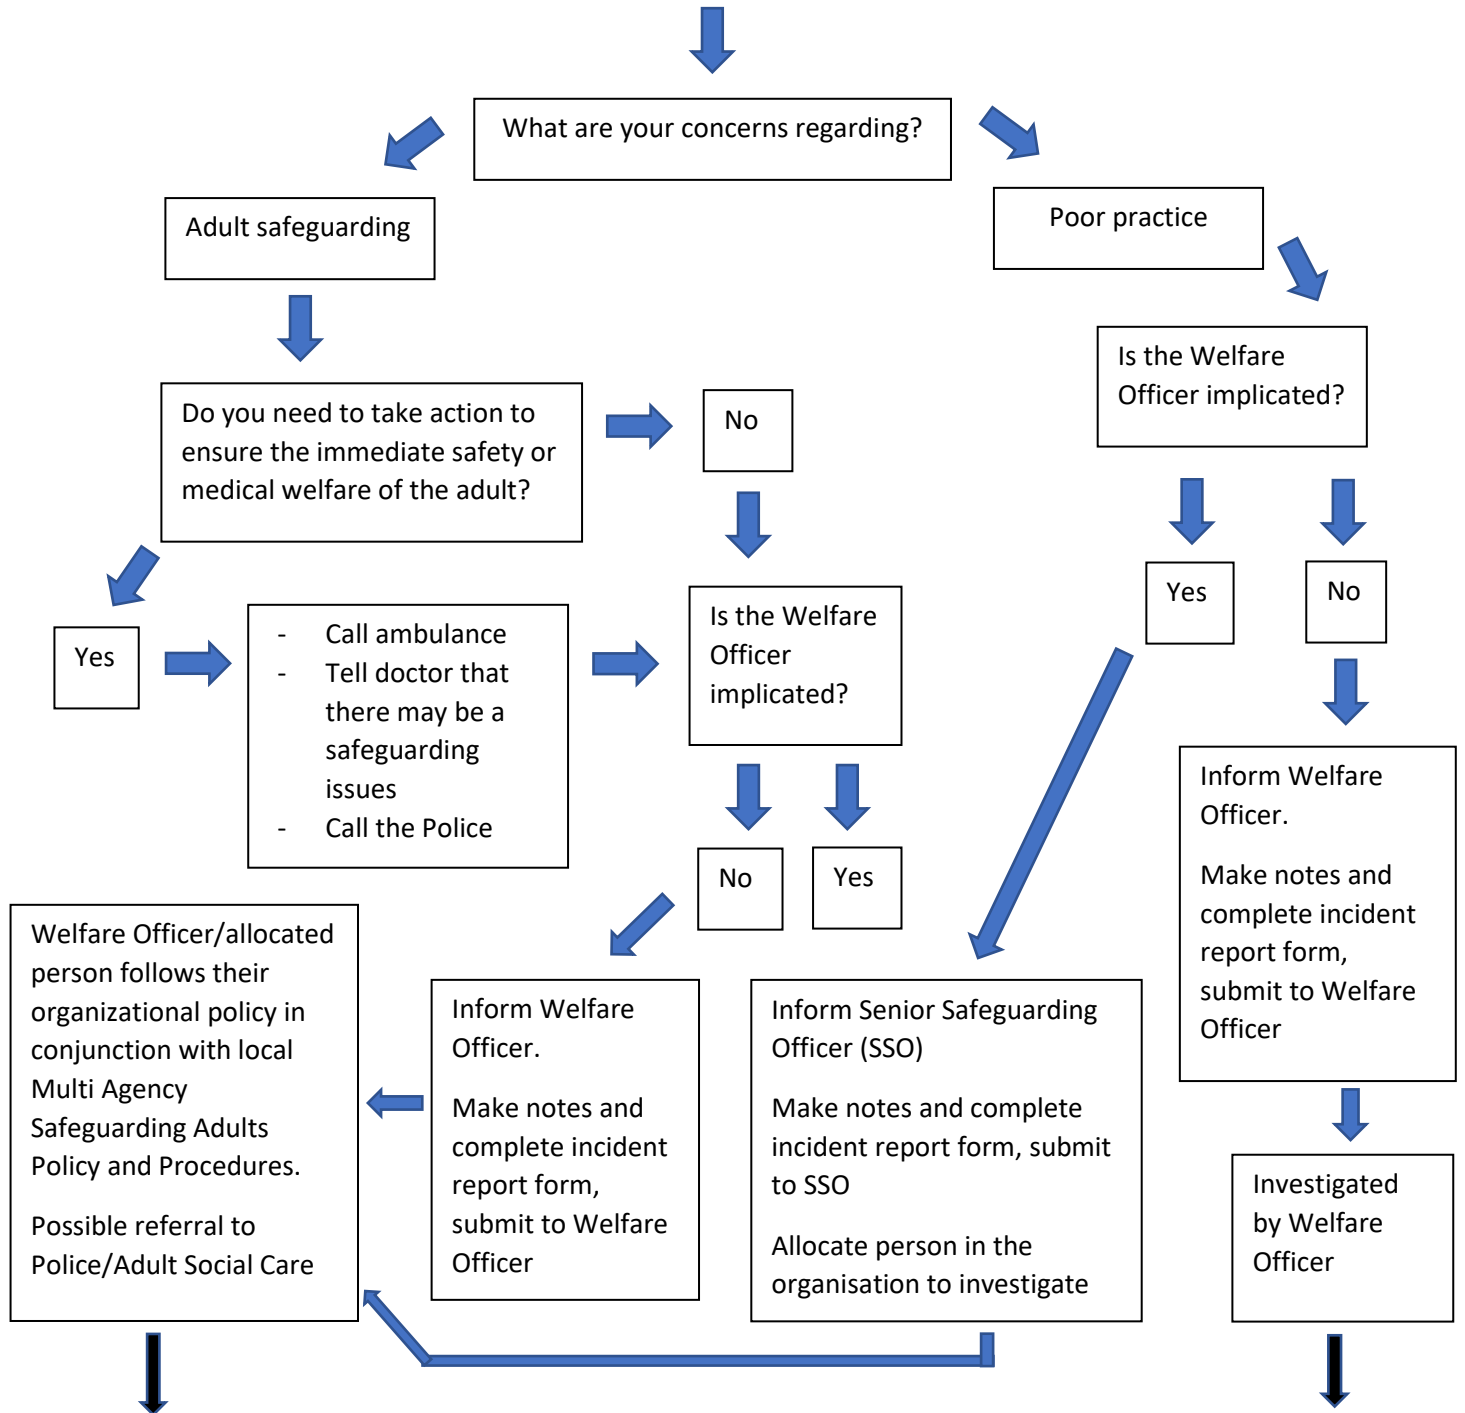 What are your concerns regarding?
Adult safeguarding
Poor practice
Is the Welfare
Officer implicated?
Do you need to take action to
ensure the immediate safety or
medical welfare of the adult?
No
Yes
No
Yes
- Call ambulance
- Tell doctor that
there may be a
safeguarding
issues
- Call the Police
Is the Welfare
Officer
implicated?
No
Yes
Inform Welfare
Officer.
Make notes and
complete incident
report form,
submit to Welfare
Officer
Welfare Officer/allocated
person follows their
organizational policy in
conjunction with local
Multi Agency
Safeguarding Adults
Policy and Procedures.
Possible referral to
Police/Adult Social Care
Inform Welfare
Officer.
Make notes and
complete incident
report form,
submit to Welfare
Officer
Inform Senior Safeguarding
Officer (SSO)
Make notes and complete
incident report form, submit
to SSO
Allocate person in the
organisation to investigate
Investigated
by Welfare
Officer